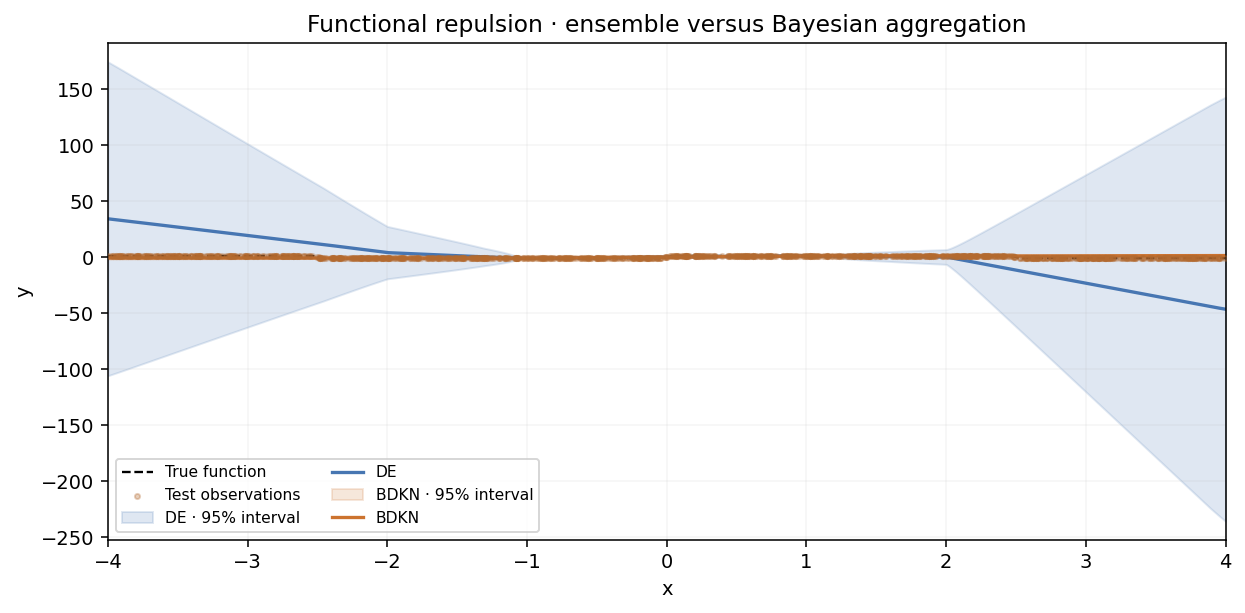 Functional repulsion · ensemble versus Bayesian aggregation
y
150
100
50
0
−50
−100
−150
−200
−250
True function
Test observations
DE · 95% interval
DE
BDKN · 95% interval
BDKN
−4 −3 −2 −1 0 1 2 3 4
x